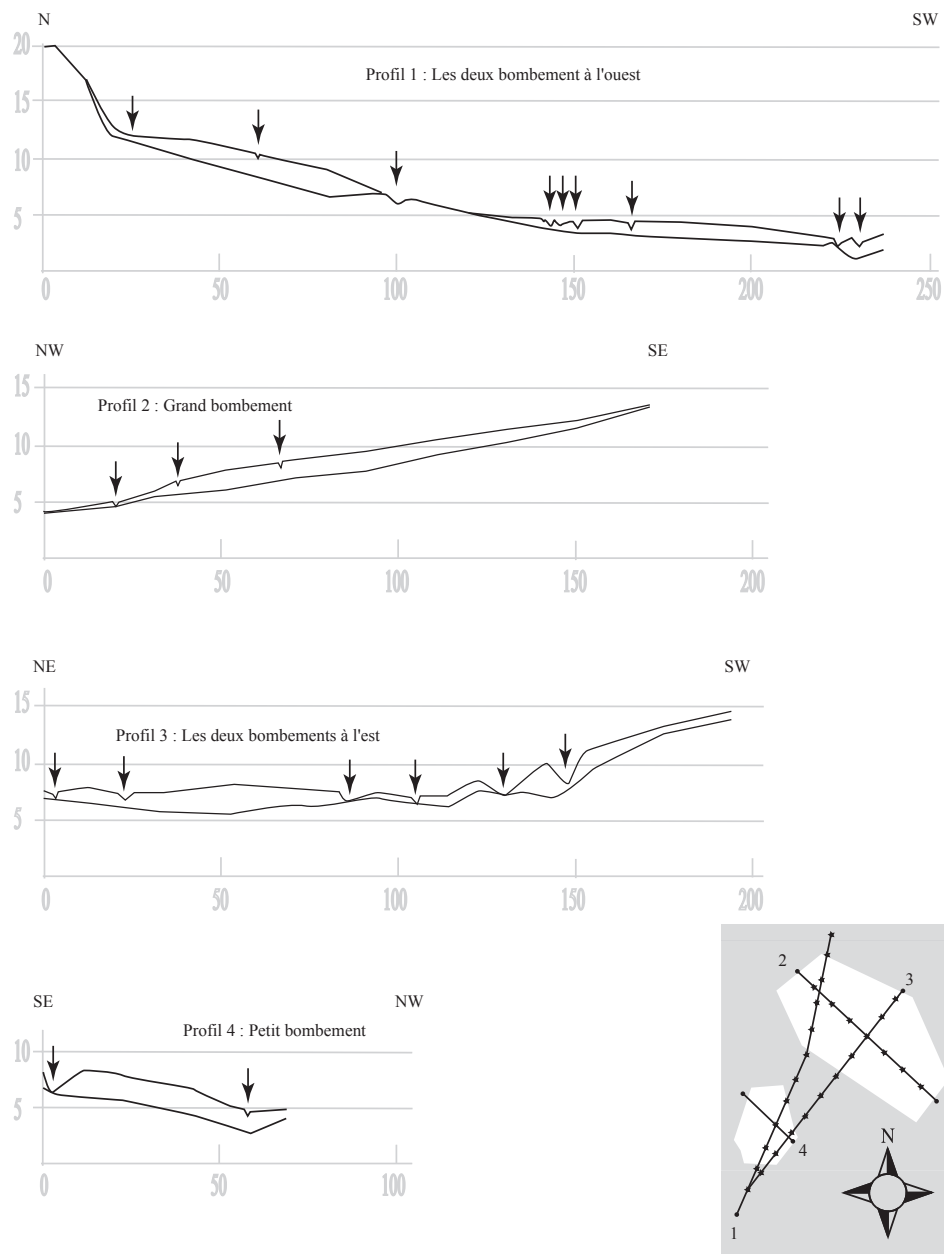 N SW
20
Profil 1 : Les deux bombement à l'ouest
15
10
5
0 50 100 150 200 250
NW SE
15
Profil 2 : Grand bombement
10
5
0 50 100 150 200
NE SW
15
Profil 3 : Les deux bombements à l'est
10
5
0 50 100 150 200
SE NW
Profil 4 : Petit bombement
10
5
0 50 100
2 3
N
4
1